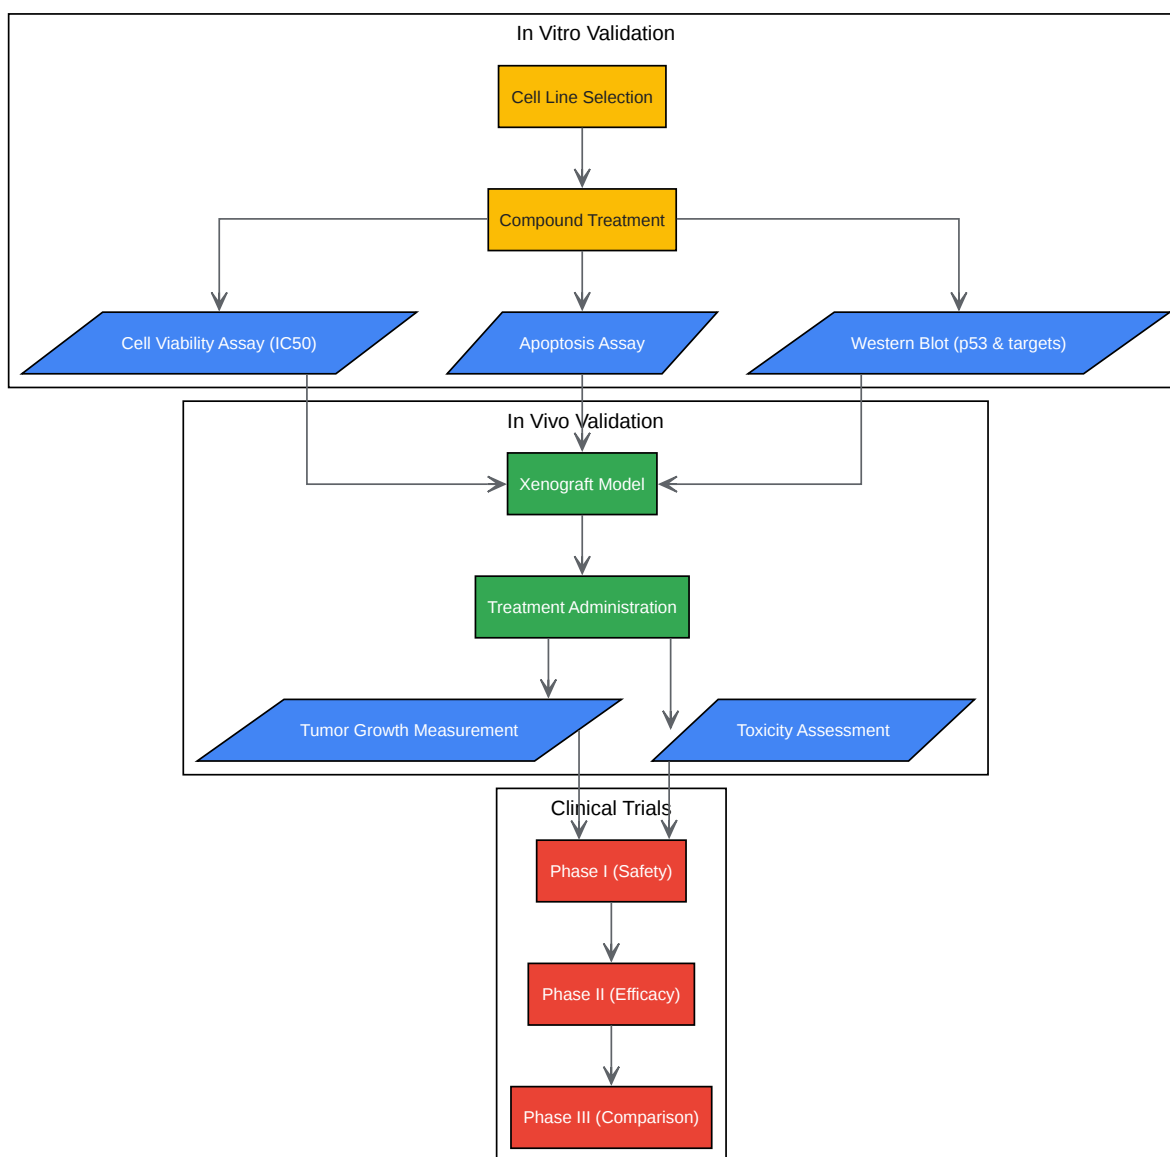 In Vitro Validation
Cell Line Selection
Compound Treatment
Cell Viability Assay (IC50)
Apoptosis Assay
Western Blot (p53 & targets)
In Vivo Validation
Xenograft Model
Treatment Administration
Tumor Growth Measurement
Toxicity Assessment
Clinical Trials
Phase I (Safety)
Phase II (Efficacy)
Phase III (Comparison)